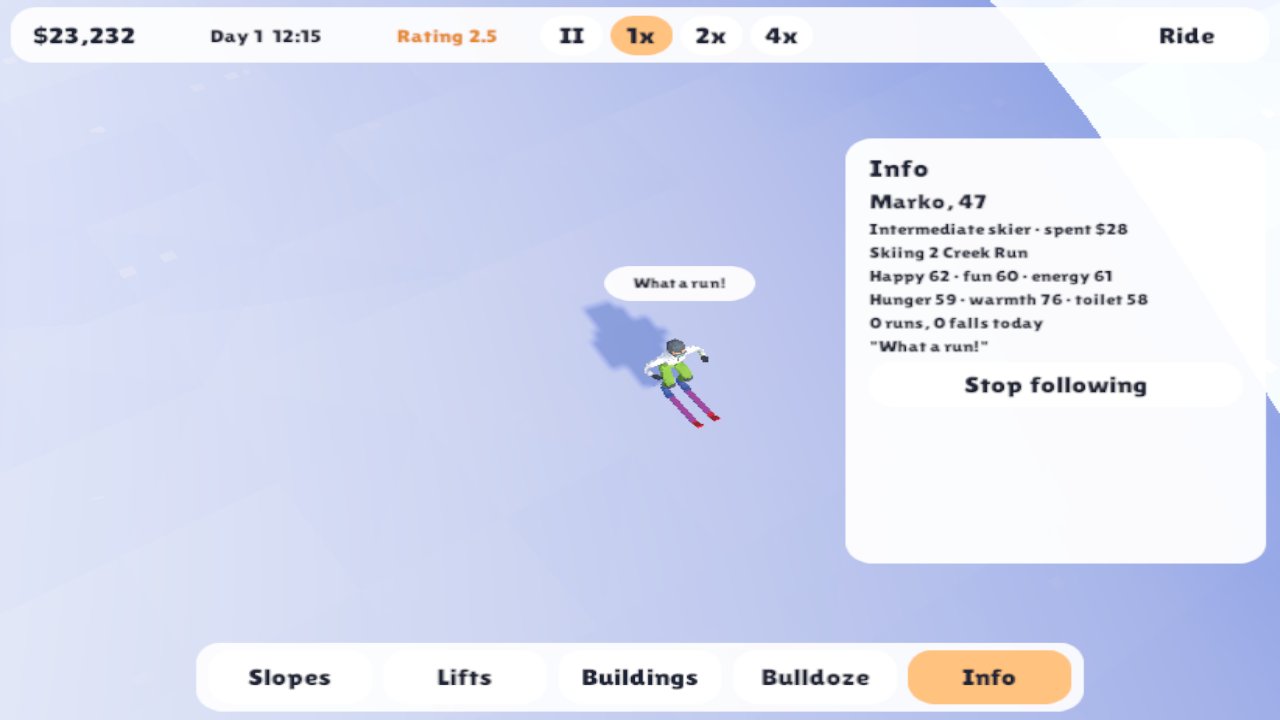 $23,232
Day 1 12:15
Rating 2.5
II
1x
2x
4x
Ride
Info
Marko, 47
Intermediate skier · spent $28
Skiing 2 Creek Run
Happy 62 · fun 60 · energy 61
Hunger 59 · warmth 76 · toilet 58
0 runs, 0 falls today
"What a run!"
Stop following
What a run!
Slopes
Lifts
Buildings
Bulldoze
Info